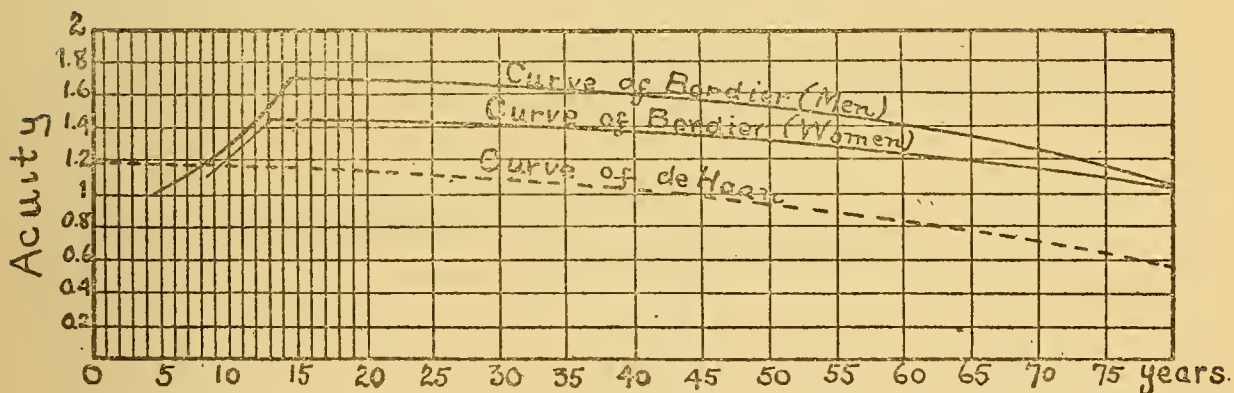 2
1.8
1.6
1.4
1.2
1
0.8
0.6
0.4
0.2
Acuity
Curve of Bordier (Men)
Curve of Bordier (Women)
Curve of de Haan
0 5 10 15 20 25 30 35 40 45 50 55 60 65 70 75 years.